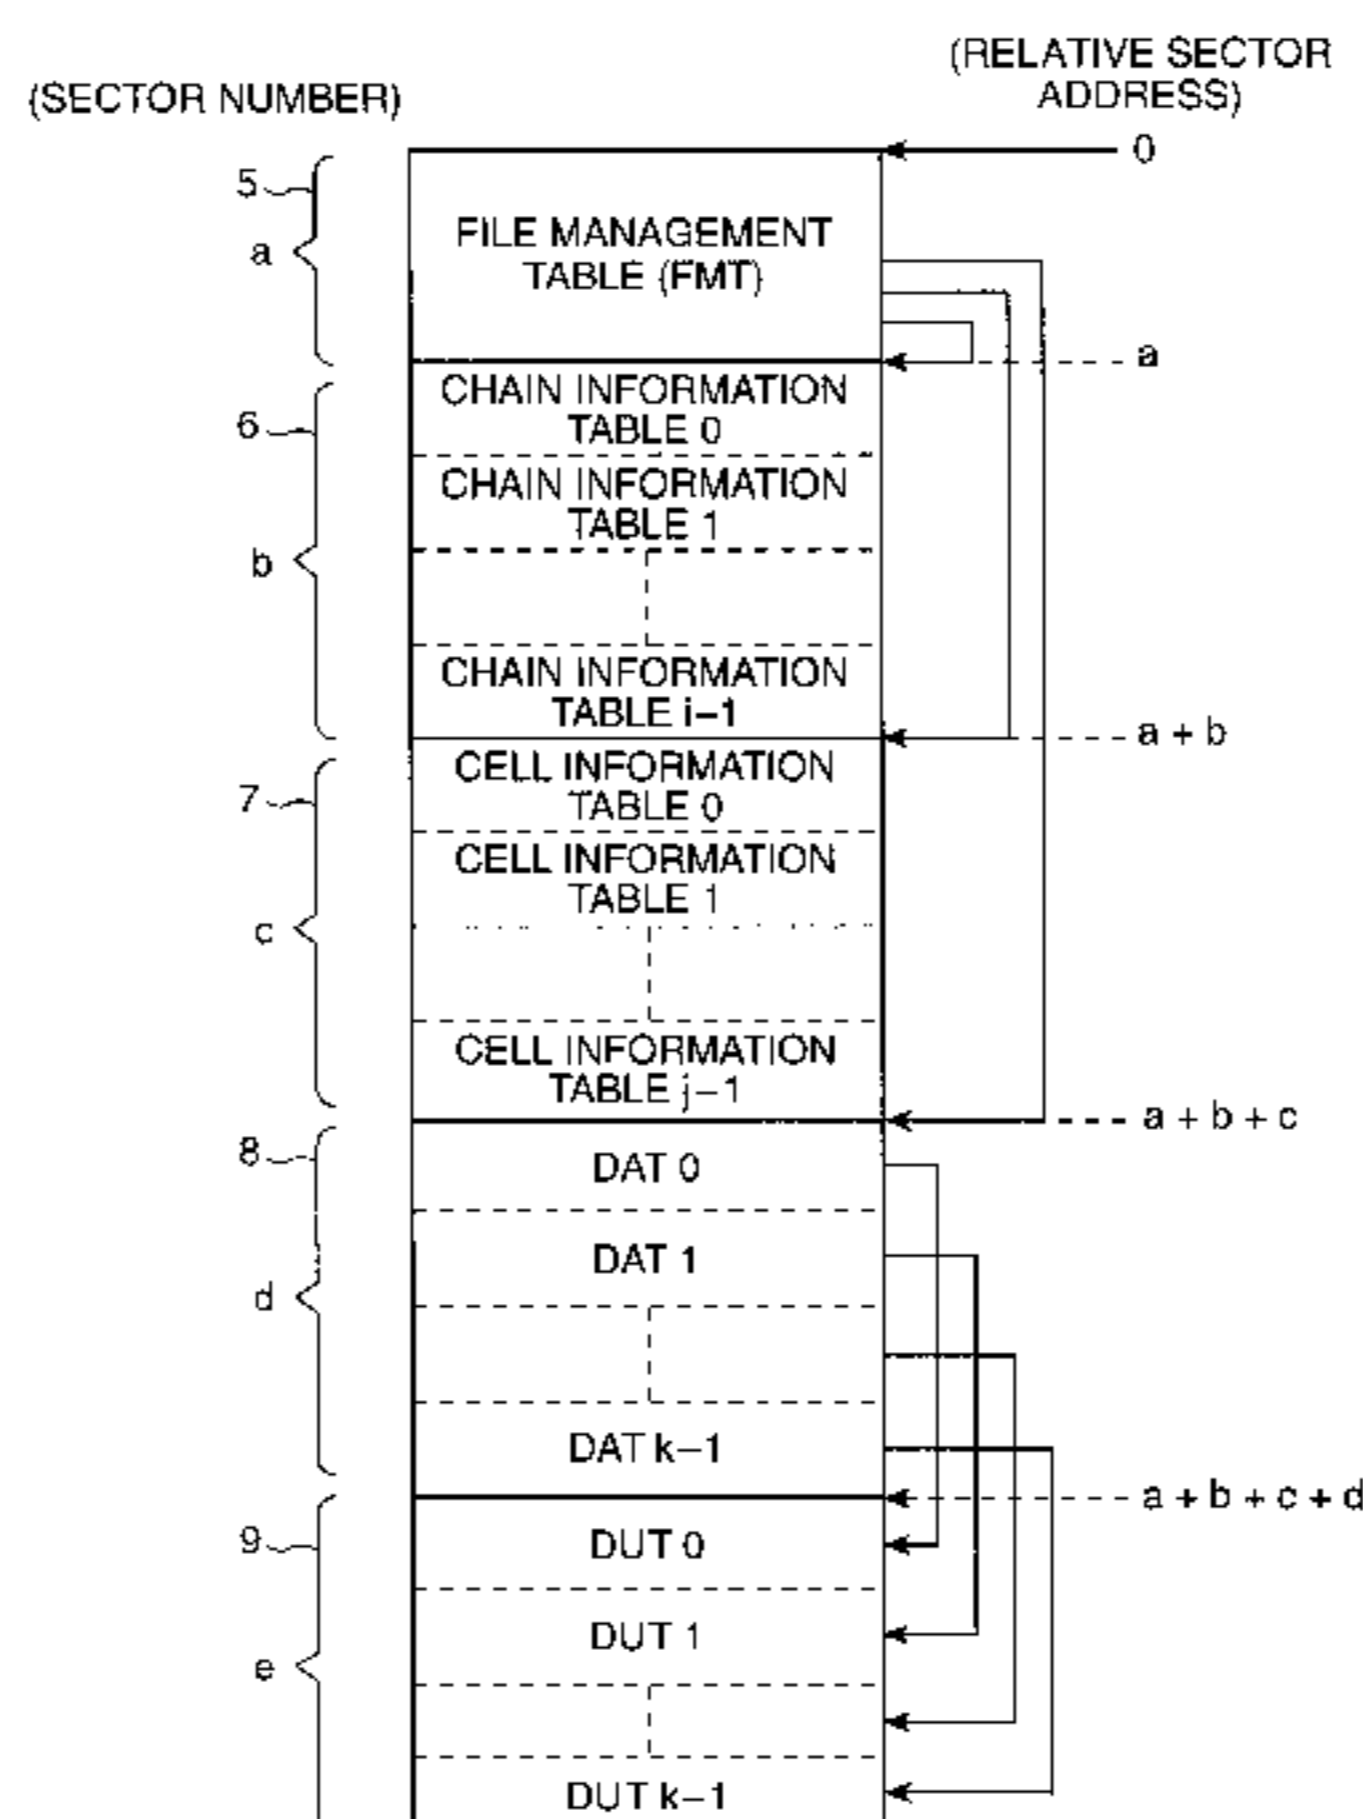 (RELATIVE SECTOR
ADDRESS)
(SECTOR NUMBER)
0
5
a
FILE MANAGEMENT
TABLE (FMT)
a
CHAIN INFORMATION
TABLE 0
6
CHAIN INFORMATION
TABLE 1
b
CHAIN INFORMATION
TABLE i–1
a + b
CELL INFORMATION
TABLE 0
7
CELL INFORMATION
TABLE 1
c
CELL INFORMATION
TABLE j–1
a + b + c
8
DAT 0
DAT 1
d
DAT k–1
a + b + c + d
9
DUT 0
DUT 1
e
DUT k–1